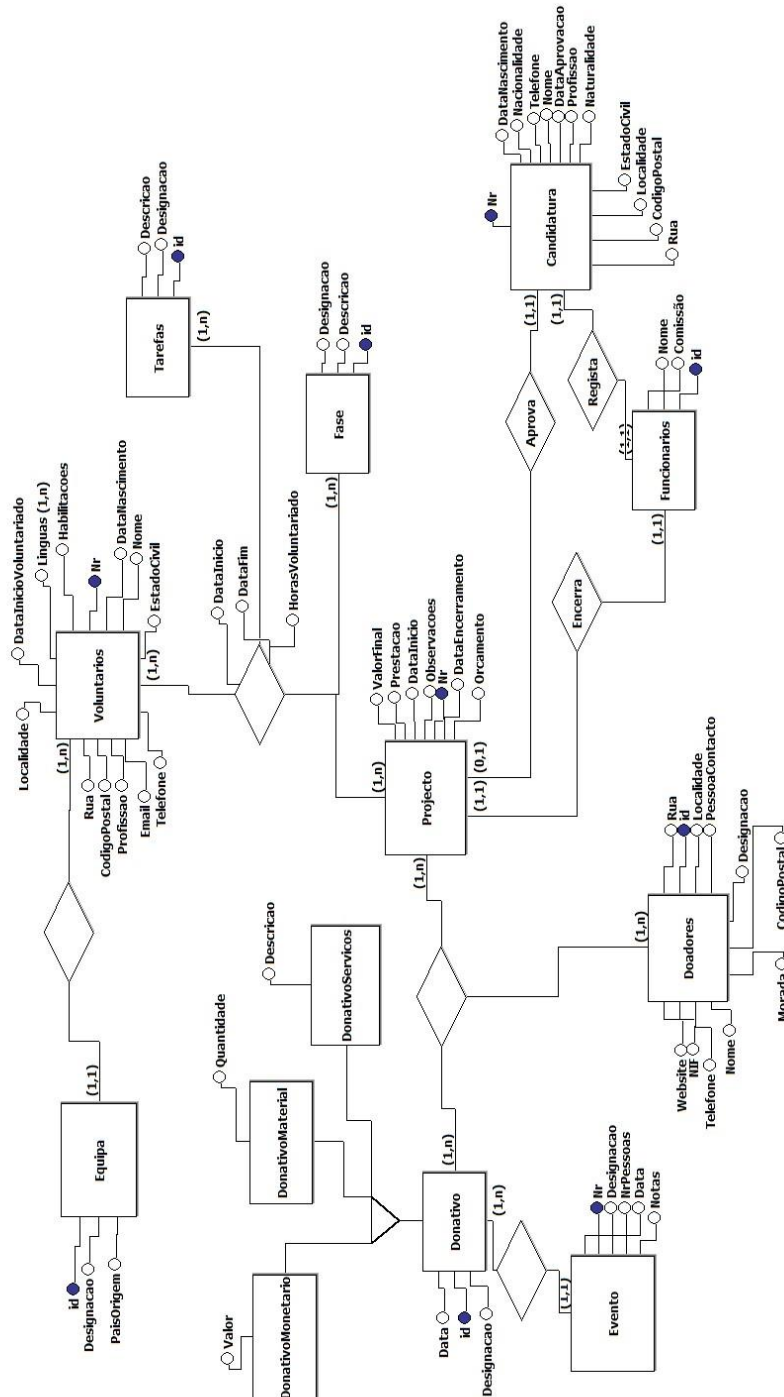 Tarefas
Descricao
Designacao
id
(1,n)
Voluntarios
DataInicioVoluntariado
Linguas (1,n)
Habilitacoes
Nr
DataNascimento
Nome
EstadoCivil
(1,n)
Localidade
(1,n)
Rua
CodigoPostal
Profissao
Email
Telefone
Equipa
(1,1)
id
Designacao
PaisOrigem
Fase
Designacao
Descricao
id
(1,n)
DataInicio
DataFim
HorasVoluntariado
Candidatura
Nr
DataNascimento
Nacionalidade
Telefone
Nome
DataAprovacao
Profissao
Naturalidade
EstadoCivil
Localidade
CodigoPostal
Rua
(1,1)
(1,1)
Aprova
Regista
Funcionarios
Nome
Comissão
id
(1,1)
(1,1)
Encerra
Projecto
ValorFinal
Prestacao
DataInicio
Observacoes
Nr
DataEncerramento
Orcamento
(1,n)
(0,1)
(1,1)
(1,n)
DonativoServicos
Descricao
DonativoMaterial
Quantidade
DonativoMonetario
Valor
Donativo
(1,n)
(1,n)
Data
id
Designacao
Doadores
(1,n)
Rua
id
Localidade
PessoaContacto
Designacao
CodigoPostal
Morada
Website
NIF
Telefone
Nome
Evento
(1,1)
Nr
Designacao
NrPessoas
Data
Notas